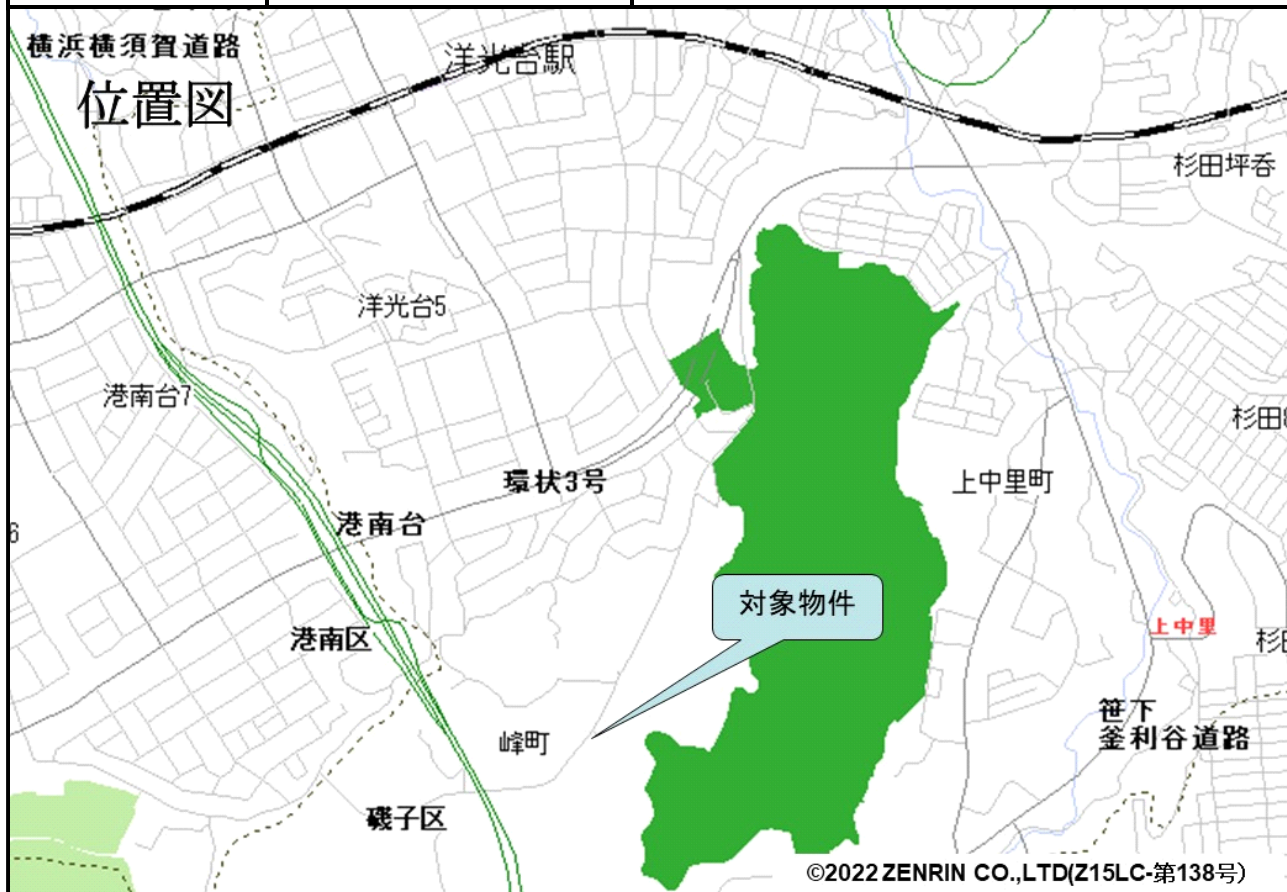 横浜横須賀道路
位置図
洋光台駅
杉田坪呑
洋光台5
港南台7
杉田8
環状3号
上中里町
港南台
6
対象物件
港南区
上中里
杉田
峰町
笹下
釜利谷道路
磯子区
©2022 ZENRIN CO.,LTD(Z15LC-第138号)